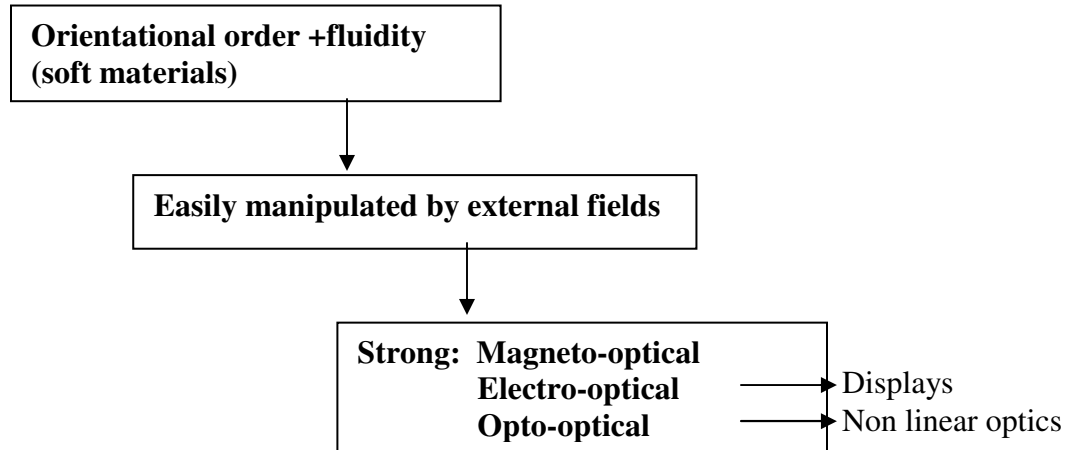 Orientational order +fluidity
(soft materials)
Easily manipulated by external fields
Strong: Magneto-optical
Electro-optical
Displays
Opto-optical
Non linear optics